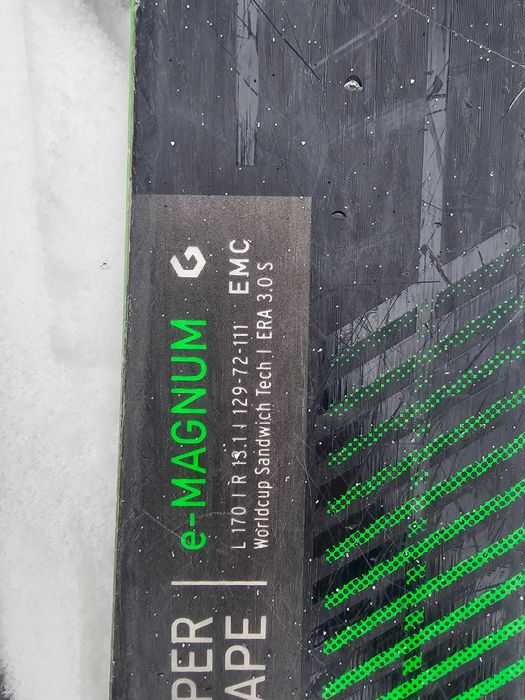 PER | e-MAGNUM
APE | L 170 I R 13.1 I 129-72-111 EMC
Worldcup Sandwich Tech I ERA 3.0 S